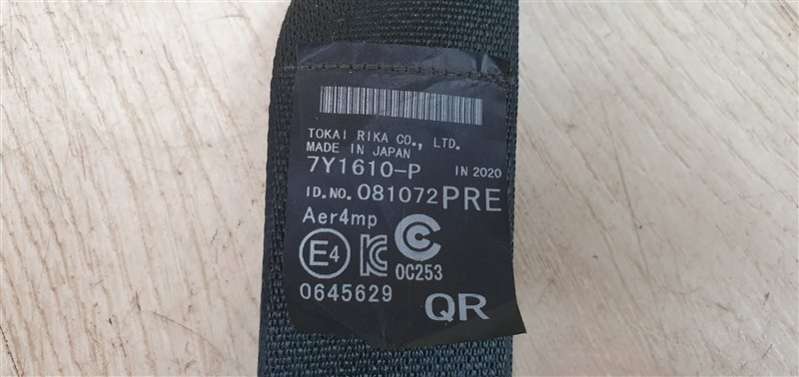 TOKAI RIKA CO., LTD.
MADE IN JAPAN
7Y1610-P IN 2020
ID.NO. 081072 PRE
Aer4mp
E4 KC C
0C253
0645629 QR